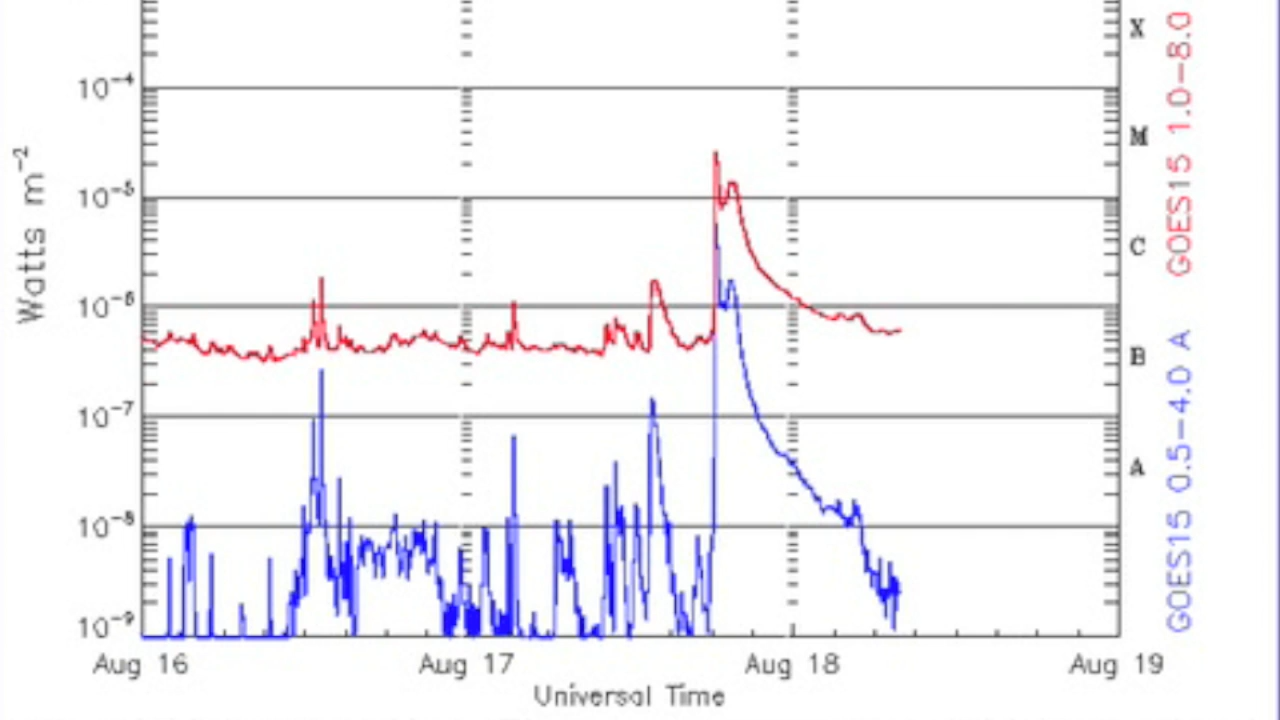 X
10⁻⁴
M
10⁻⁵
C
10⁻⁶
B
10⁻⁷
A
10⁻⁸
10⁻⁹
Watts m⁻²
Aug 16 Aug 17 Aug 18 Aug 19
Universal Time
GOES15 1.0-8.0
GOES15 0.5-4.0 A